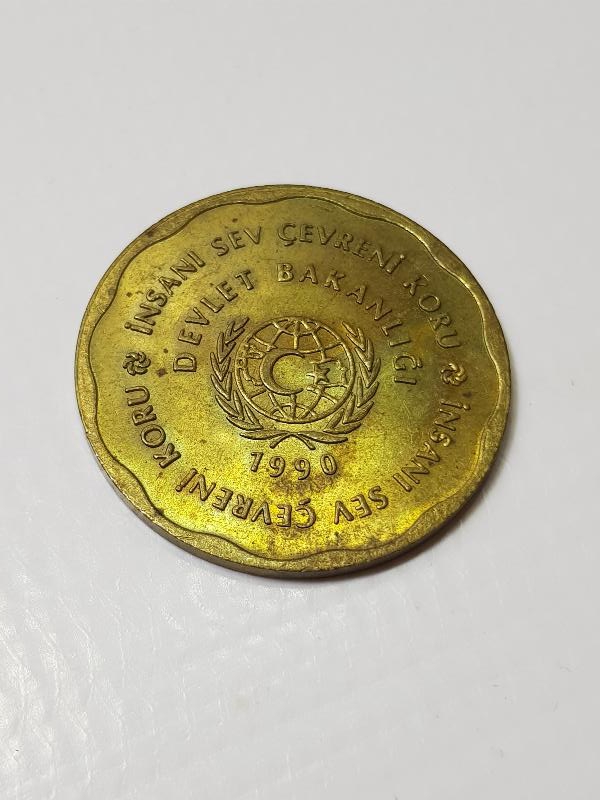 İNSANI SEV ÇEVRENİ KORU
İNSANI SEV ÇEVRENİ KORU
DEVLET BAKANLIĞI
1990